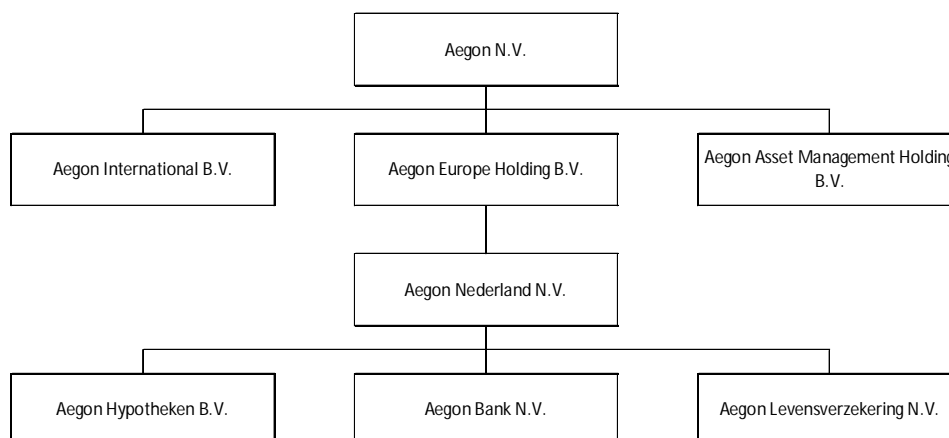 Aegon N.V.
Aegon International B.V.
Aegon Europe Holding B.V.
Aegon Asset Management Holding
B.V.
Aegon Nederland N.V.
Aegon Hypotheken B.V.
Aegon Bank N.V.
Aegon Levensverzekering N.V.